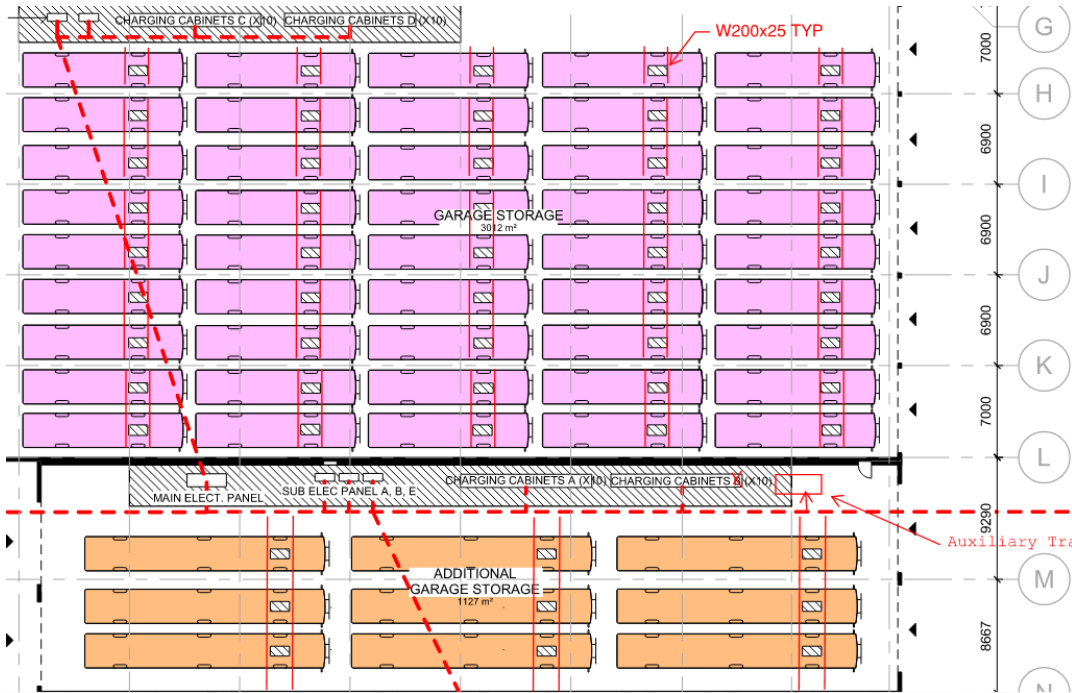 CHARGING CABINETS C (X10) CHARGING CABINETS D (X10)
G
7000
W200x25 TYP
H
6900
I
GARAGE STORAGE
3012 m²
6900
J
6900
K
7000
L
CHARGING CABINETS A (X10) CHARGING CABINETS B (X10)
MAIN ELECT. PANEL SUB ELEC PANEL A, B, E
9290
Auxiliary Tra
ADDITIONAL
GARAGE STORAGE
1127 m²
M
8667
N